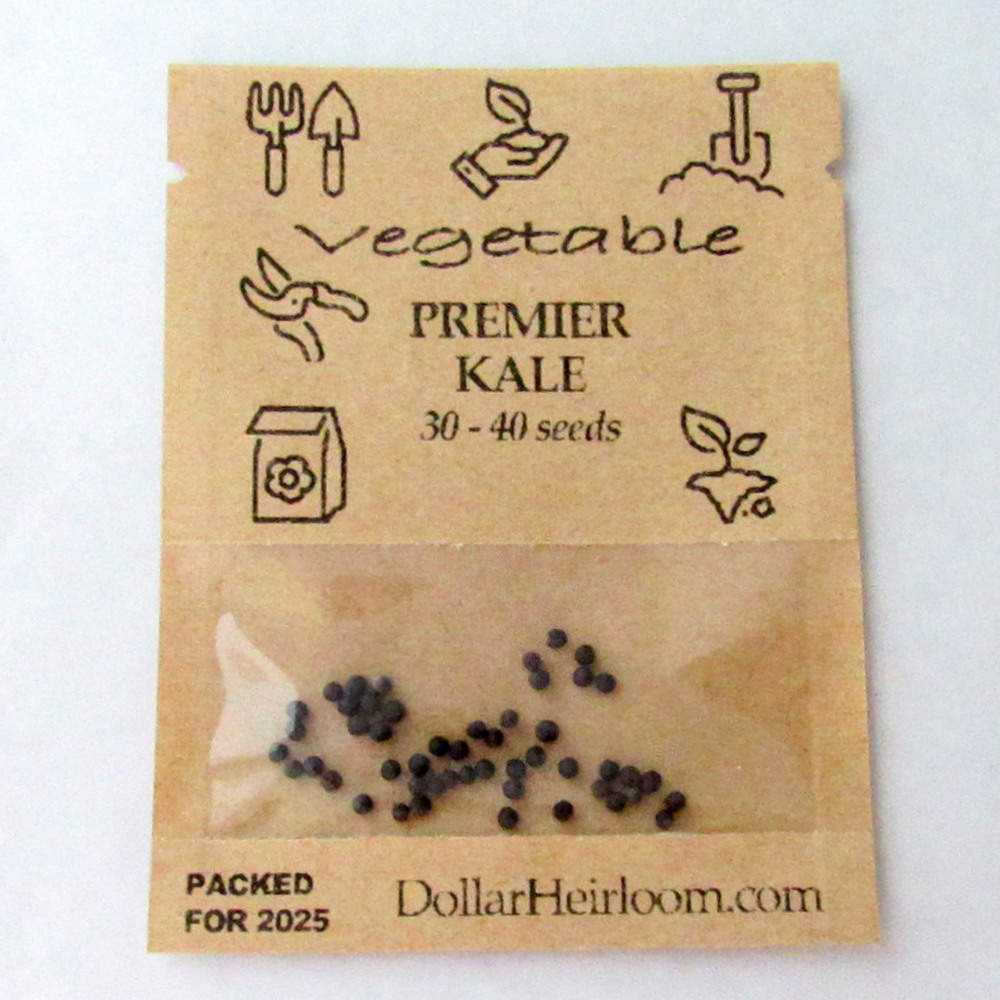 Vegetable
PREMIER
KALE
30 - 40 seeds
PACKED
FOR 2025
DollarHeirloom.com